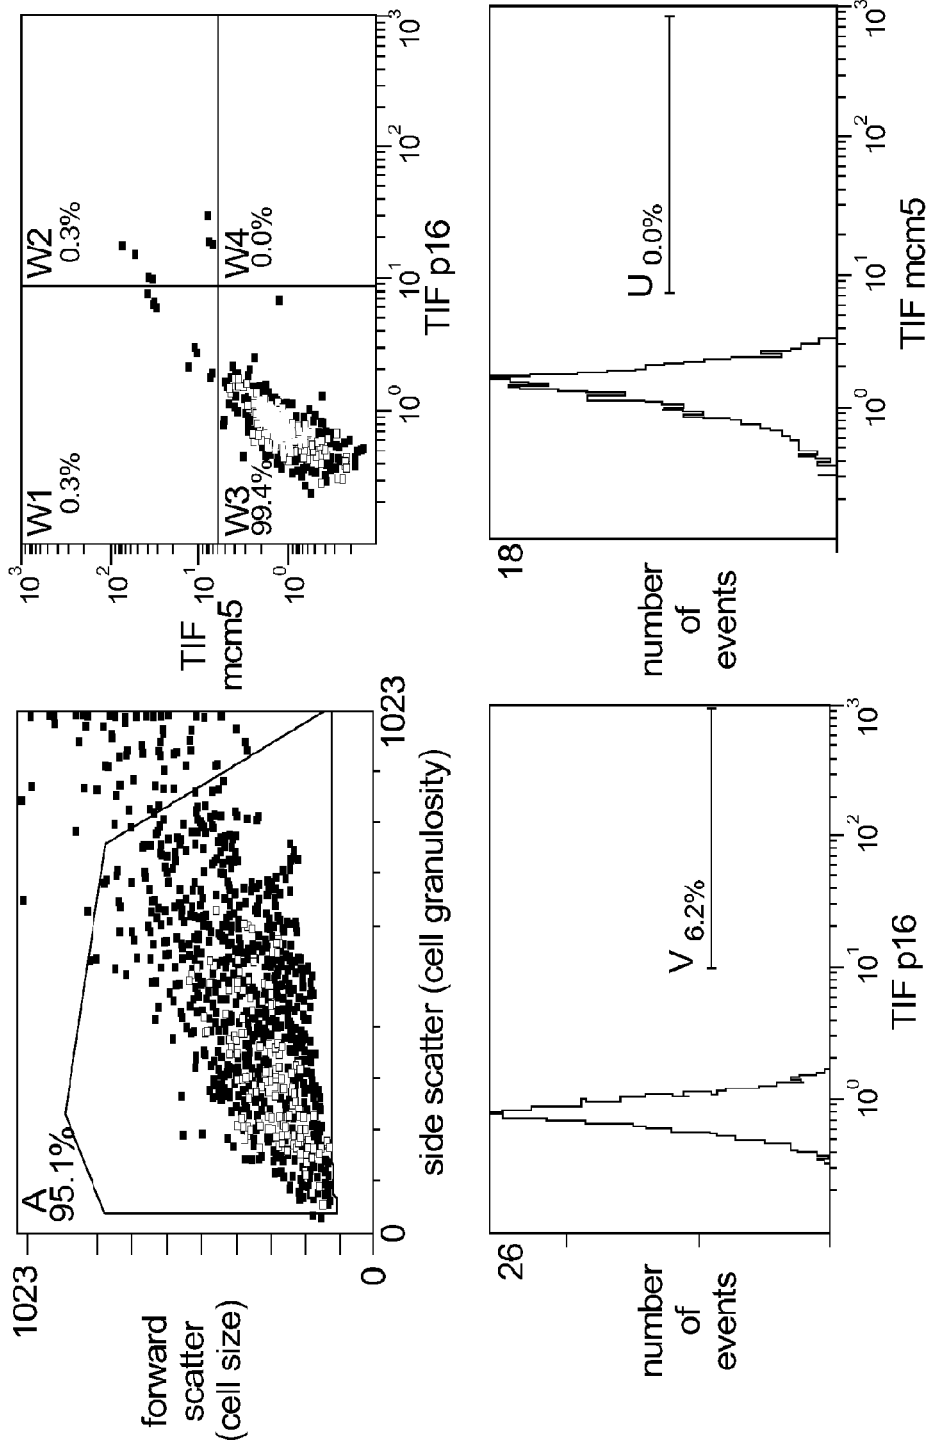 1023
A
95.1%
forward
scatter
(cell size)
0
0
1023
side scatter (cell granulosity)
10³
10²
10¹
10⁰
TIF
mcm5
W1
0.3%
W2
0.3%
W3
99.4%
W4
0.0%
10⁰
10¹
10²
10³
TIF p16
26
number
of
events
V 6.2%
10⁰
10¹
10²
10³
TIF p16
18
number
of
events
U 0.0%
10⁰
10¹
10²
10³
TIF mcm5